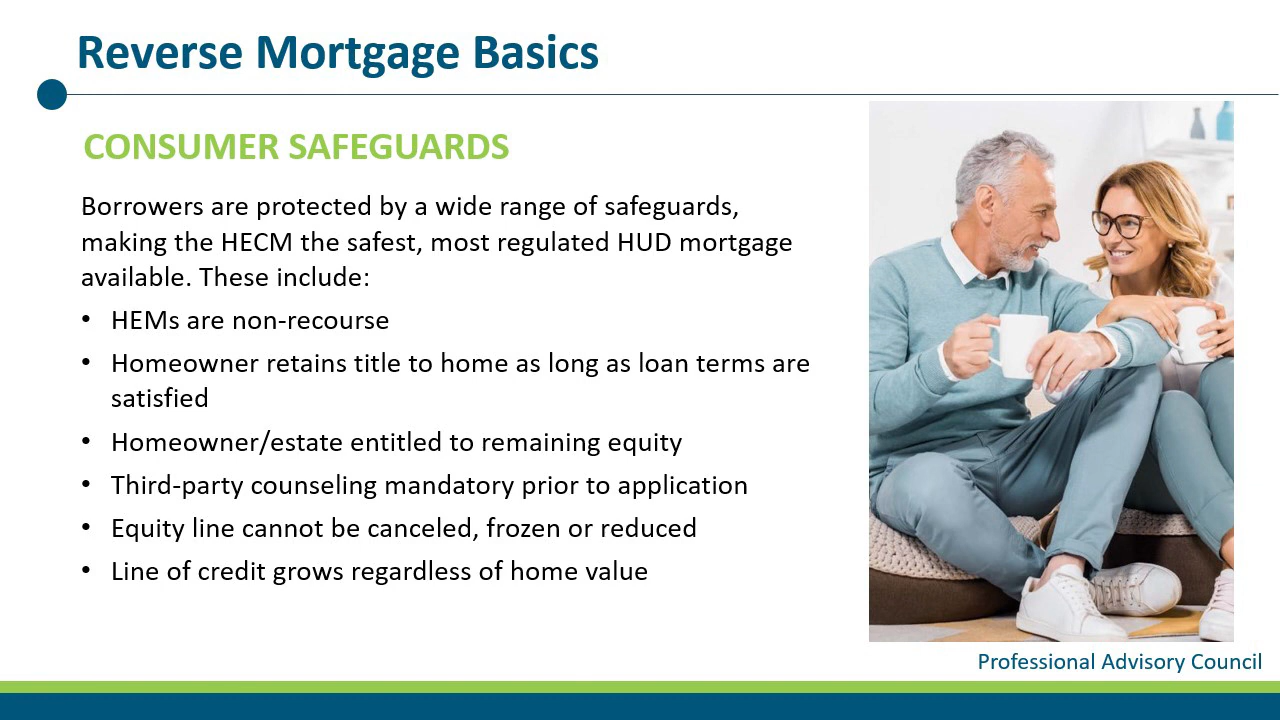 Reverse Mortgage Basics
CONSUMER SAFEGUARDS
Borrowers are protected by a wide range of safeguards,
making the HECM the safest, most regulated HUD mortgage
available. These include:
• HEMs are non-recourse
• Homeowner retains title to home as long as loan terms are
satisfied
• Homeowner/estate entitled to remaining equity
• Third-party counseling mandatory prior to application
• Equity line cannot be canceled, frozen or reduced
• Line of credit grows regardless of home value
Professional Advisory Council